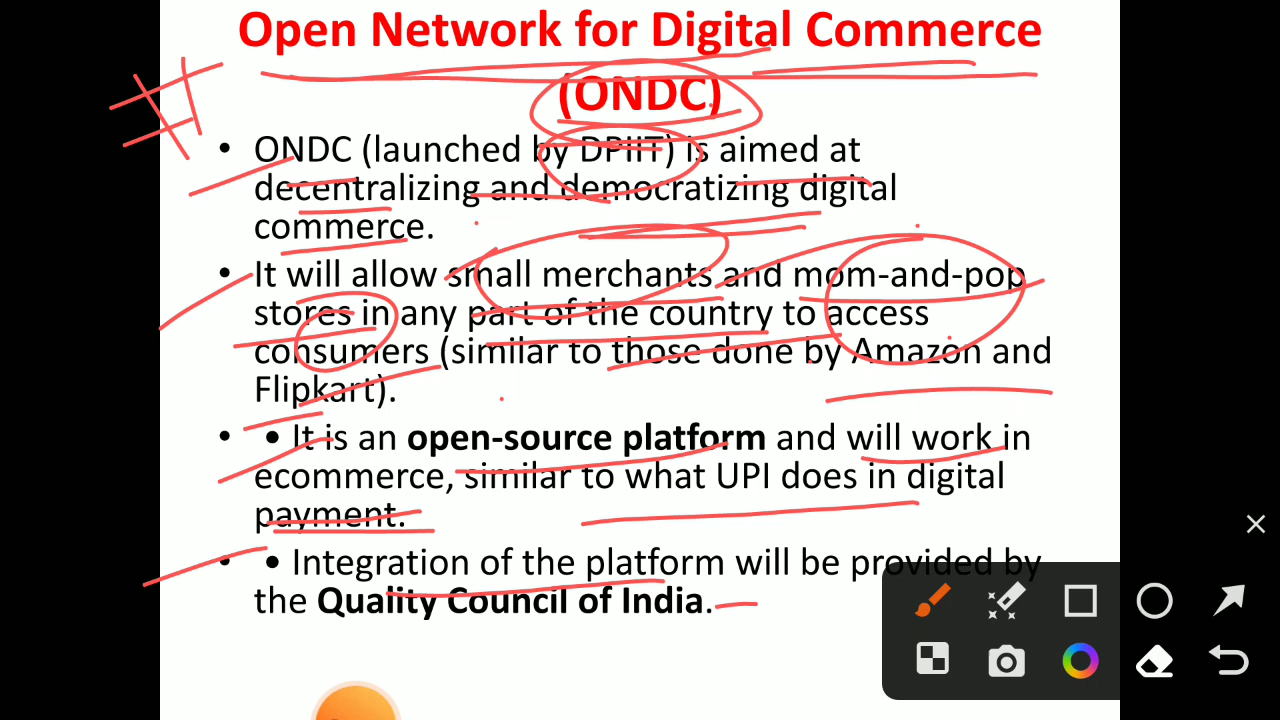 Open Network for Digital Commerce
(ONDC)
• ONDC (launched by DPIIT) is aimed at
decentralizing and democratizing digital
commerce.
• It will allow small merchants and mom-and-pop
stores in any part of the country to access
consumers (similar to those done by Amazon and
Flipkart).
• • It is an open-source platform and will work in
ecommerce, similar to what UPI does in digital
payment.
• • Integration of the platform will be provided by
the Quality Council of India.